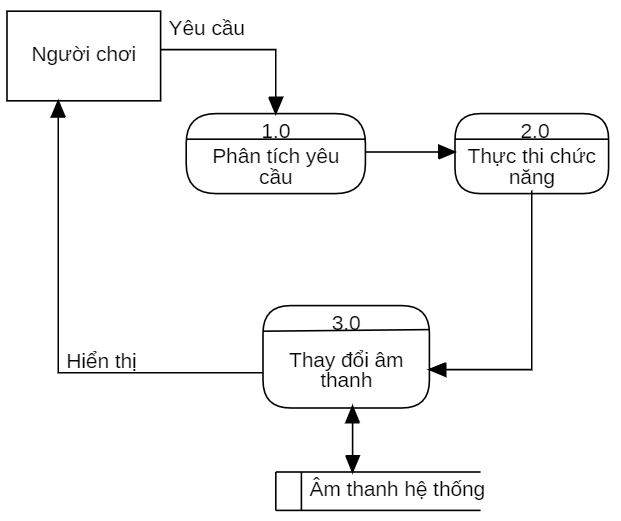 Yêu cầu
Người chơi
1.0
Phân tích yêu
cầu
2.0
Thực thi chức
năng
3.0
Thay đổi âm
thanh
Hiển thị
Âm thanh hệ thống